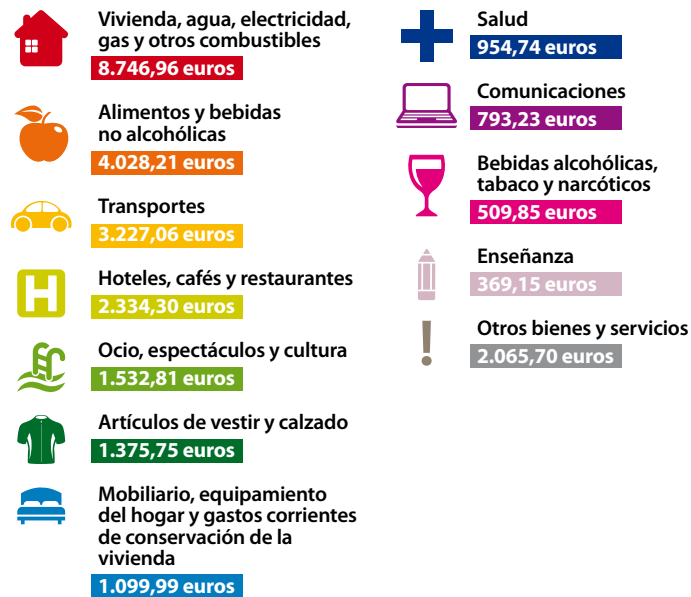 Vivienda, agua, electricidad,
gas y otros combustibles
8.746,96 euros
Alimentos y bebidas
no alcohólicas
4.028,21 euros
Transportes
3.227,06 euros
Hoteles, cafés y restaurantes
2.334,30 euros
Ocio, espectáculos y cultura
1.532,81 euros
Artículos de vestir y calzado
1.375,75 euros
Mobiliario, equipamiento
del hogar y gastos corrientes
de conservación de la
vivienda
1.099,99 euros
Salud
954,74 euros
Comunicaciones
793,23 euros
Bebidas alcohólicas,
tabaco y narcóticos
509,85 euros
Enseñanza
369,15 euros
Otros bienes y servicios
2.065,70 euros